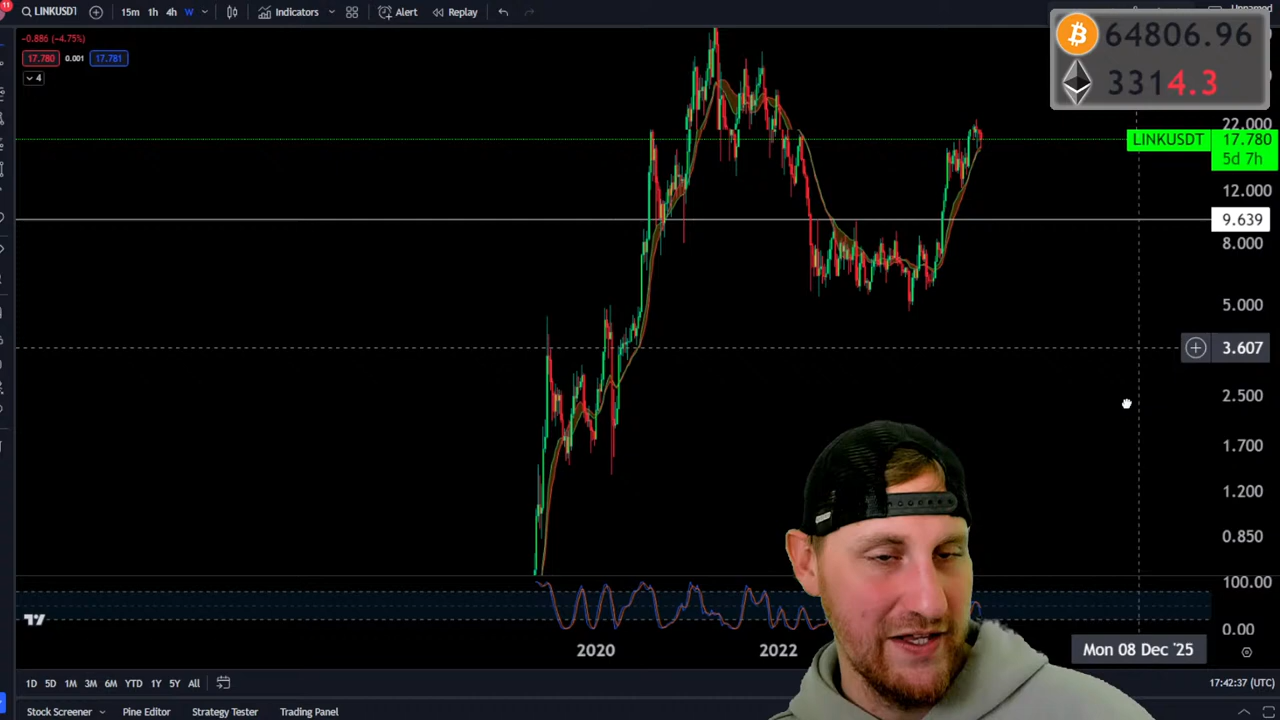 11
LINKUSDT
15m 1h 4h W Indicators Alert Replay
Unnamed
-0.886 (-4.75%)
17.780 0.001 17.781
4
64806.96
3314.3
22.000
LINKUSDT 17.780
5d 7h
12.000
9.639
8.000
5.000
3.607
2.500
1.700
1.200
0.850
100.00
0.00
2020 2022 Mon 08 Dec '25
1D 5D 1M 3M 6M YTD 1Y 5Y All
17:42:37 (UTC)
Stock Screener Pine Editor Strategy Tester Trading Panel